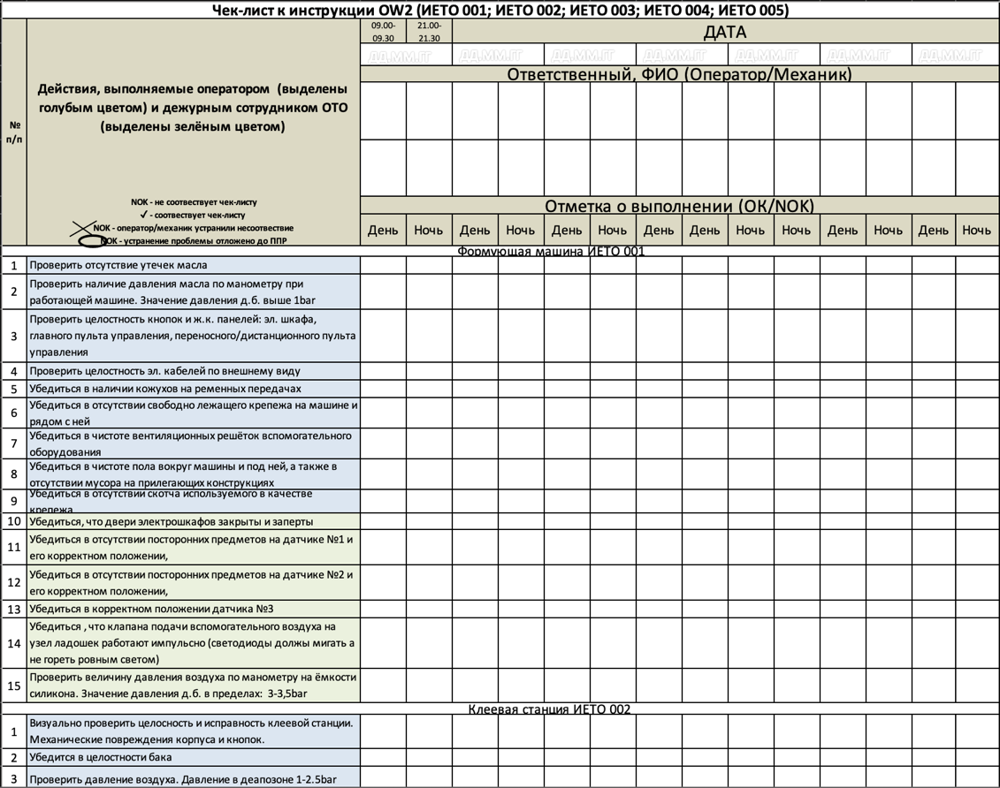 Чек-лист к инструкции OW2 (ИЕТО 001; ИЕТО 002; ИЕТО 003; ИЕТО 004; ИЕТО 005)
09.00-
09.30
21.00-
21.30
ДАТА
ДД.ММ.ГГ ДД.ММ.ГГ ДД.ММ.ГГ ДД.ММ.ГГ ДД.ММ.ГГ ДД.ММ.ГГ ДД.ММ.ГГ
Ответственный, ФИО (Оператор/Механик)
№
п/п
Действия, выполняемые оператором (выделены
голубым цветом) и дежурным сотрудником ОТО
(выделены зелёным цветом)
NOK - не соотвествует чек-листу
✓ - соотвествует чек-листу
NOK - оператор/механик устранили несоотвествие
NOK - устранение проблемы отложено до ППР
Отметка о выполнении (ОК/NOK)
День Ночь День Ночь День Ночь День День Ночь Ночь День Ночь День Ночь
Формующая машина ИЕТО 001
1 Проверить отсутствие утечек масла
2 Проверить наличие давления масла по манометру при
работающей машине. Значение давления д.б. выше 1bar
3 Проверить целостность кнопок и ж.к. панелей: эл. шкафа,
главного пульта управления, переносного/дистанционного пульта
управления
4 Проверить целостность эл. кабелей по внешнему виду
5 Убедиться в наличии кожухов на ременных передачах
6 Убедиться в отсутствии свободно лежащего крепежа на машине и
рядом с ней
7 Убедиться в чистоте вентиляционных решёток вспомогательного
оборудования
8 Убедиться в чистоте пола вокруг машины и под ней, а также в
отсутствии мусора на прилегающих конструкциях
9 Убедиться в отсутствии скотча используемого в качестве
крепежа
10 Убедиться, что двери электрошкафов закрыты и заперты
11 Убедиться в отсутствии посторонних предметов на датчике №1 и
его корректном положении,
12 Убедиться в отсутствии посторонних предметов на датчике №2 и
его корректном положении,
13 Убедиться в корректном положении датчика №3
14 Убедиться , что клапана подачи вспомогательного воздуха на
узел ладошек работают импульсно (светодиоды должы мигать а
не гореть ровным светом)
15 Проверить величину давления воздуха по манометру на ёмкости
силикона. Значение давления д.б. в пределах: 3-3,5bar
Клеевая станция ИЕТО 002
1 Визуально проверить целосность и исправность клеевой станции.
Механические повреждения корпуса и кнопок.
2 Убедится в целостности бака
3 Проверить давление воздуха. Давление в деапозоне 1-2.5bar